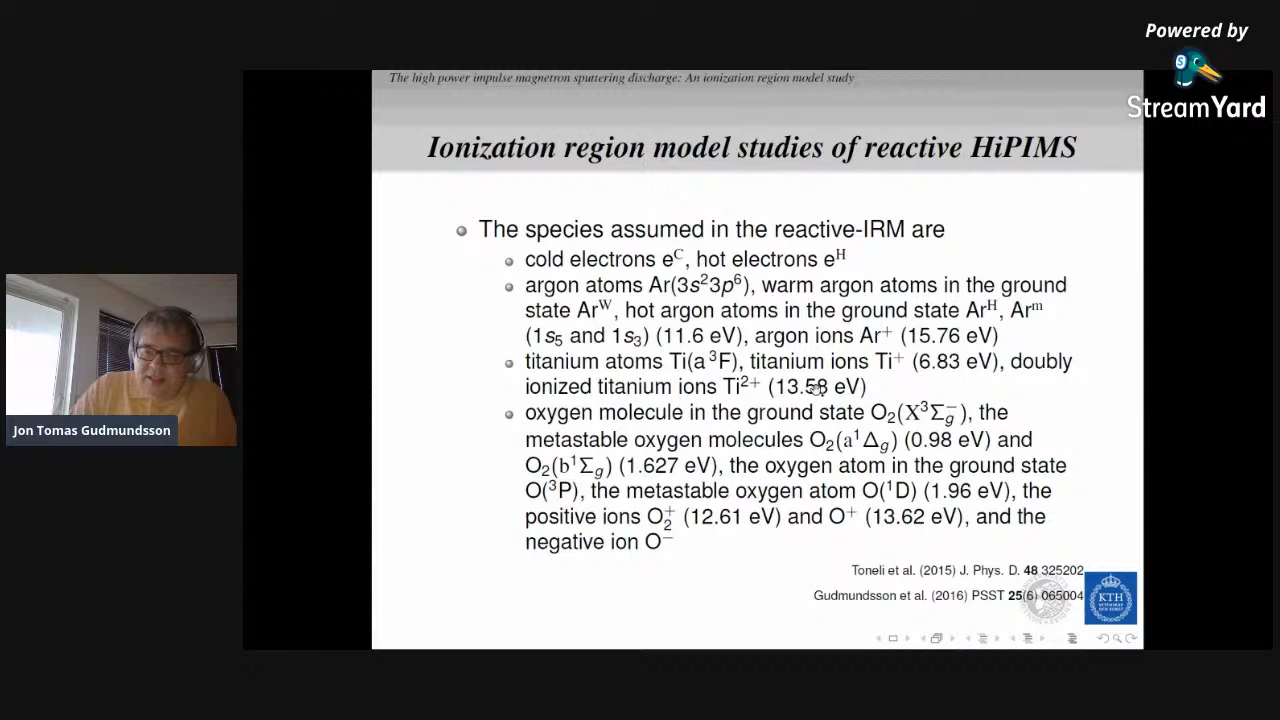 Powered by
StreamYard
The high power impulse magnetron sputtering discharge: An ionization region model study
Ionization region model studies of reactive HiPIMS
The species assumed in the reactive-IRM are
cold electrons eᶜ, hot electrons eᴴ
argon atoms Ar(3s²3p⁶), warm argon atoms in the ground
state Arᵂ, hot argon atoms in the ground state Arᴴ, Arᵐ
(1s₅ and 1s₃) (11.6 eV), argon ions Ar⁺ (15.76 eV)
titanium atoms Ti(a ³F), titanium ions Ti⁺ (6.83 eV), doubly
ionized titanium ions Ti²⁺ (13.58 eV)
oxygen molecule in the ground state O₂(X³Σg⁻), the
metastable oxygen molecules O₂(a¹Δg) (0.98 eV) and
O₂(b¹Σg) (1.627 eV), the oxygen atom in the ground state
O(³P), the metastable oxygen atom O(¹D) (1.96 eV), the
positive ions O₂⁺ (12.61 eV) and O⁺ (13.62 eV), and the
negative ion O⁻
Toneli et al. (2015) J. Phys. D. 48 325202
Gudmundsson et al. (2016) PSST 25(6) 065004
KTH
Jon Tomas Gudmundsson